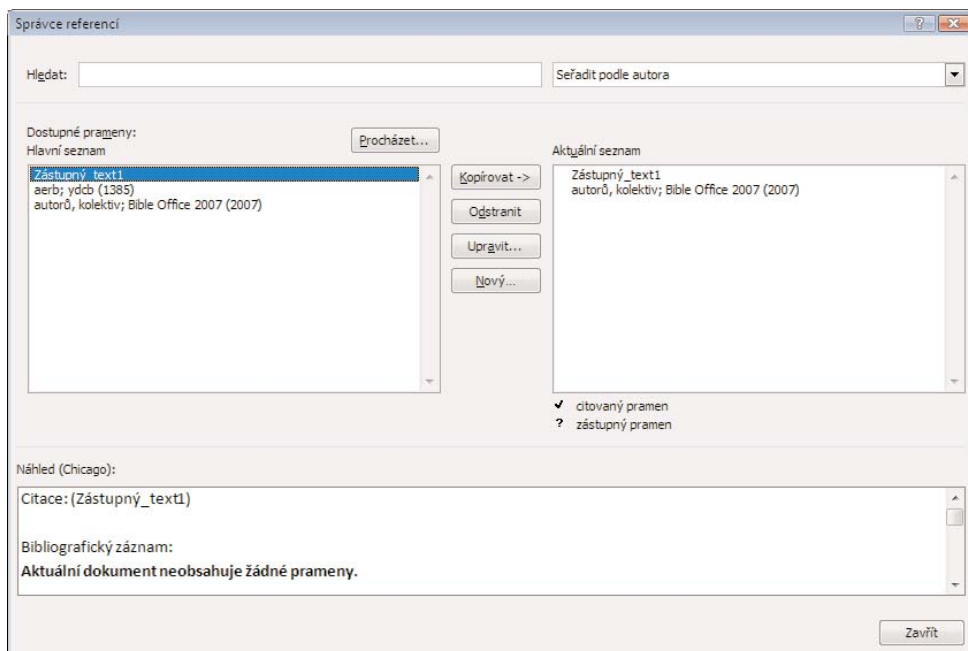 Správce referencí
Hledat:
Seřadit podle autora
Dostupné prameny:
Hlavní seznam
Procházet...
Aktuální seznam
Zástupný_text1
aerb; ydcb (1385)
autorů, kolektiv; Bible Office 2007 (2007)
Kopírovat ->
Odstranit
Upravit...
Nový...
Zástupný_text1
autorů, kolektiv; Bible Office 2007 (2007)
✓ citovaný pramen
? zástupný pramen
Náhled (Chicago):
Citace: (Zástupný_text1)
Bibliografický záznam:
Aktuální dokument neobsahuje žádné prameny.
Zavřít